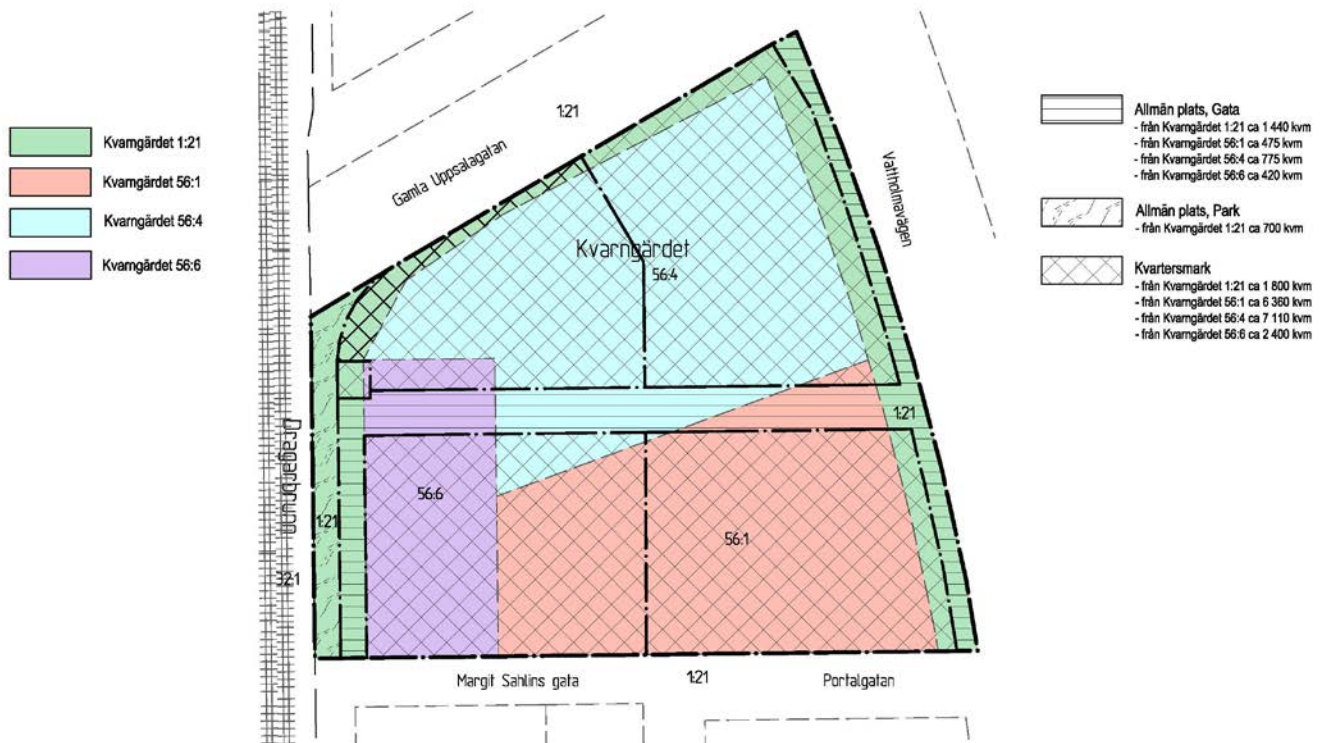 Kvarngärdet 1:21
Kvarngärdet 56:1
Kvarngärdet 56:4
Kvarngärdet 56:6
1:21
Gamla Uppsalagatan
Vattholmavägen
Kvarngärdet
56:4
1:21
Dragarbrunn
1:21
32:1
56:6
56:1
Margit Sahlins gata
1:21
Portalgatan
Allmän plats, Gata
- från Kvarngärdet 1:21 ca 1 440 kvm
- från Kvarngärdet 56:1 ca 475 kvm
- från Kvarngärdet 56:4 ca 775 kvm
- från Kvarngärdet 56:6 ca 420 kvm
Allmän plats, Park
- från Kvarngärdet 1:21 ca 700 kvm
Kvartersmark
- från Kvarngärdet 1:21 ca 1 800 kvm
- från Kvarngärdet 56:1 ca 6 360 kvm
- från Kvarngärdet 56:4 ca 7 110 kvm
- från Kvarngärdet 56:6 ca 2 400 kvm